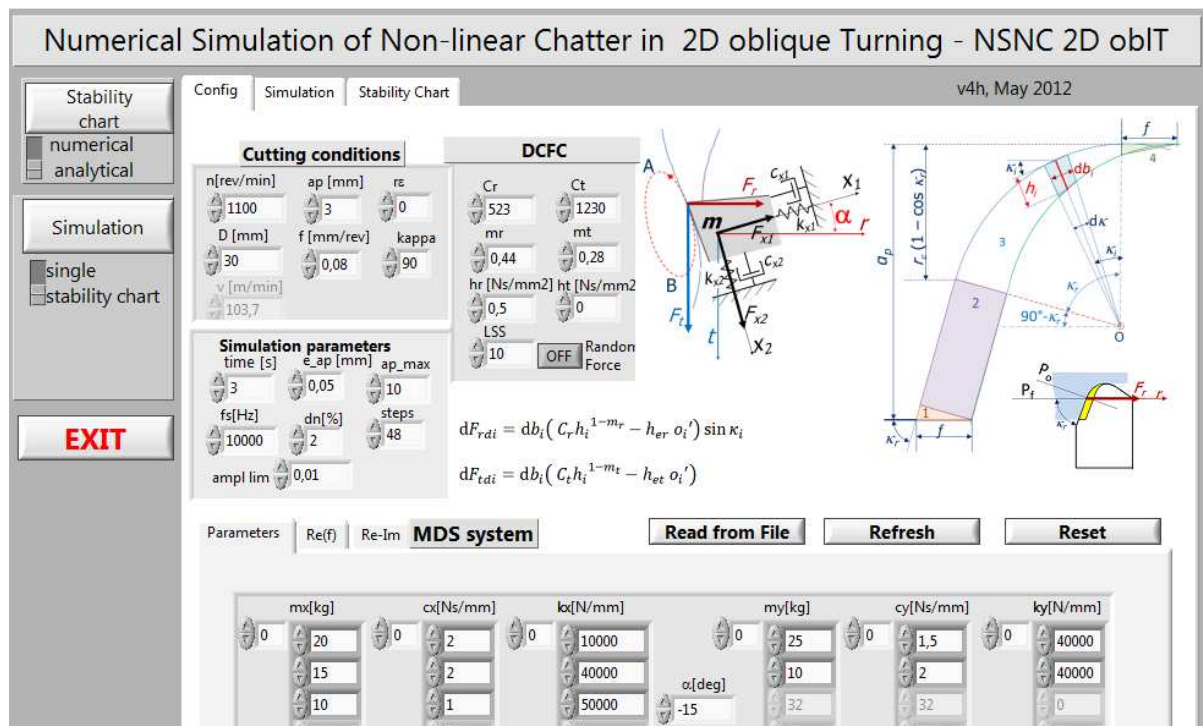 Numerical Simulation of Non-linear Chatter in 2D oblique Turning - NSNC 2D oblT
Stability
chart
numerical
analytical
Simulation
single
stability chart
EXIT
Config Simulation Stability Chart
v4h, May 2012
Cutting conditions
n[rev/min] ap [mm] rε
1100 3 0
D [mm] f [mm/rev] kappa
30 0,08 90
v [m/min]
103,7
DCFC
Cr Ct
523 1230
mr mt
0,44 0,28
hr [Ns/mm2] ht [Ns/mm2
0,5 0
LSS
10 OFF Random
Force
Simulation parameters
time [s] e_ap [mm] ap_max
3 0,05 10
fs[Hz] dn[%] steps
10000 2 48
ampl lim 0,01
A
B
F_r
m
F_x1
c_x1
k_x1
x_1
α
r
c_x2
k_x2
F_x2
x_2
F_t
t
dF_rdi = db_i( C_r h_i^1-m_r − h_er o_i′) sin κ_i
dF_tdi = db_i( C_t h_i^1-m_t − h_et o_i′)
f
4
κ_i
db_i
h_i
a_p
r_ε (1 − cos κ_r)
3
dκ
κ_i
κ_r
2
90°-κ_r
O
1
κ_r
f
P_o
P_f
F_r
r
κ_r
Parameters Re(f) Re-Im MDS system
Read from File Refresh Reset
mx[kg] cx[Ns/mm] kx[N/mm] my[kg] cy[Ns/mm] ky[N/mm]
0 20 0 2 0 10000 0 25 0 1,5 0 40000
15 2 40000 10 2 40000
α[deg]
10 1 50000 -15 32 32 0